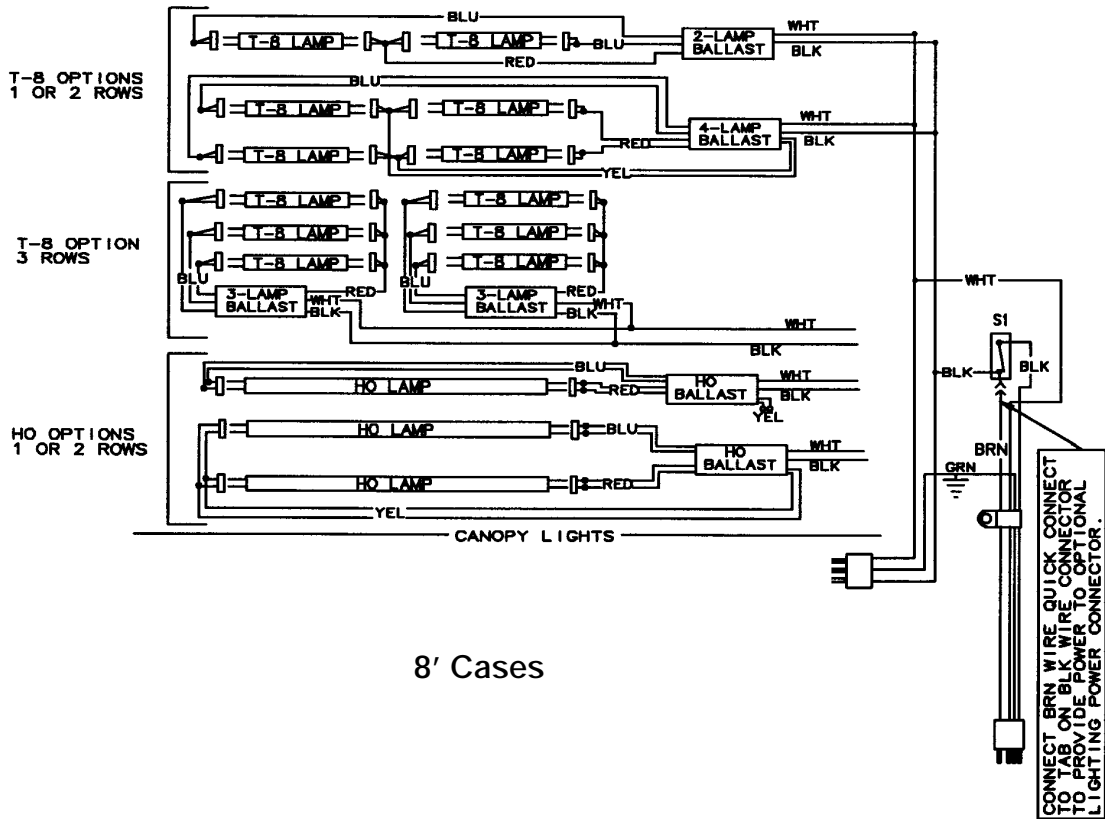 BLU
WHT
T-8 LAMP
T-8 LAMP
BLU
2-LAMP
BALLAST
BLK
RED
T-8 OPTIONS
1 OR 2 ROWS
BLU
T-8 LAMP
T-8 LAMP
WHT
4-LAMP
BALLAST
BLK
RED
T-8 LAMP
T-8 LAMP
YEL
T-8 LAMP
T-8 LAMP
T-8 OPTION
3 ROWS
T-8 LAMP
T-8 LAMP
T-8 LAMP
T-8 LAMP
BLU
BLU
RED
RED
3-LAMP
BALLAST
WHT
BLK
3-LAMP
BALLAST
WHT
BLK
WHT
BLK
WHT
S1
BLK
BLK
BLU
HO LAMP
RED
HO
BALLAST
WHT
BLK
YEL
HO OPTIONS
1 OR 2 ROWS
HO LAMP
BLU
HO
BALLAST
WHT
BLK
HO LAMP
RED
YEL
BRN
GRN
CANOPY LIGHTS
CONNECT BRN WIRE QUICK CONNECT
TO TAB ON BLK WIRE CONNECTOR
TO PROVIDE POWER TO OPTIONAL
LIGHTING POWER CONNECTOR.
8' Cases